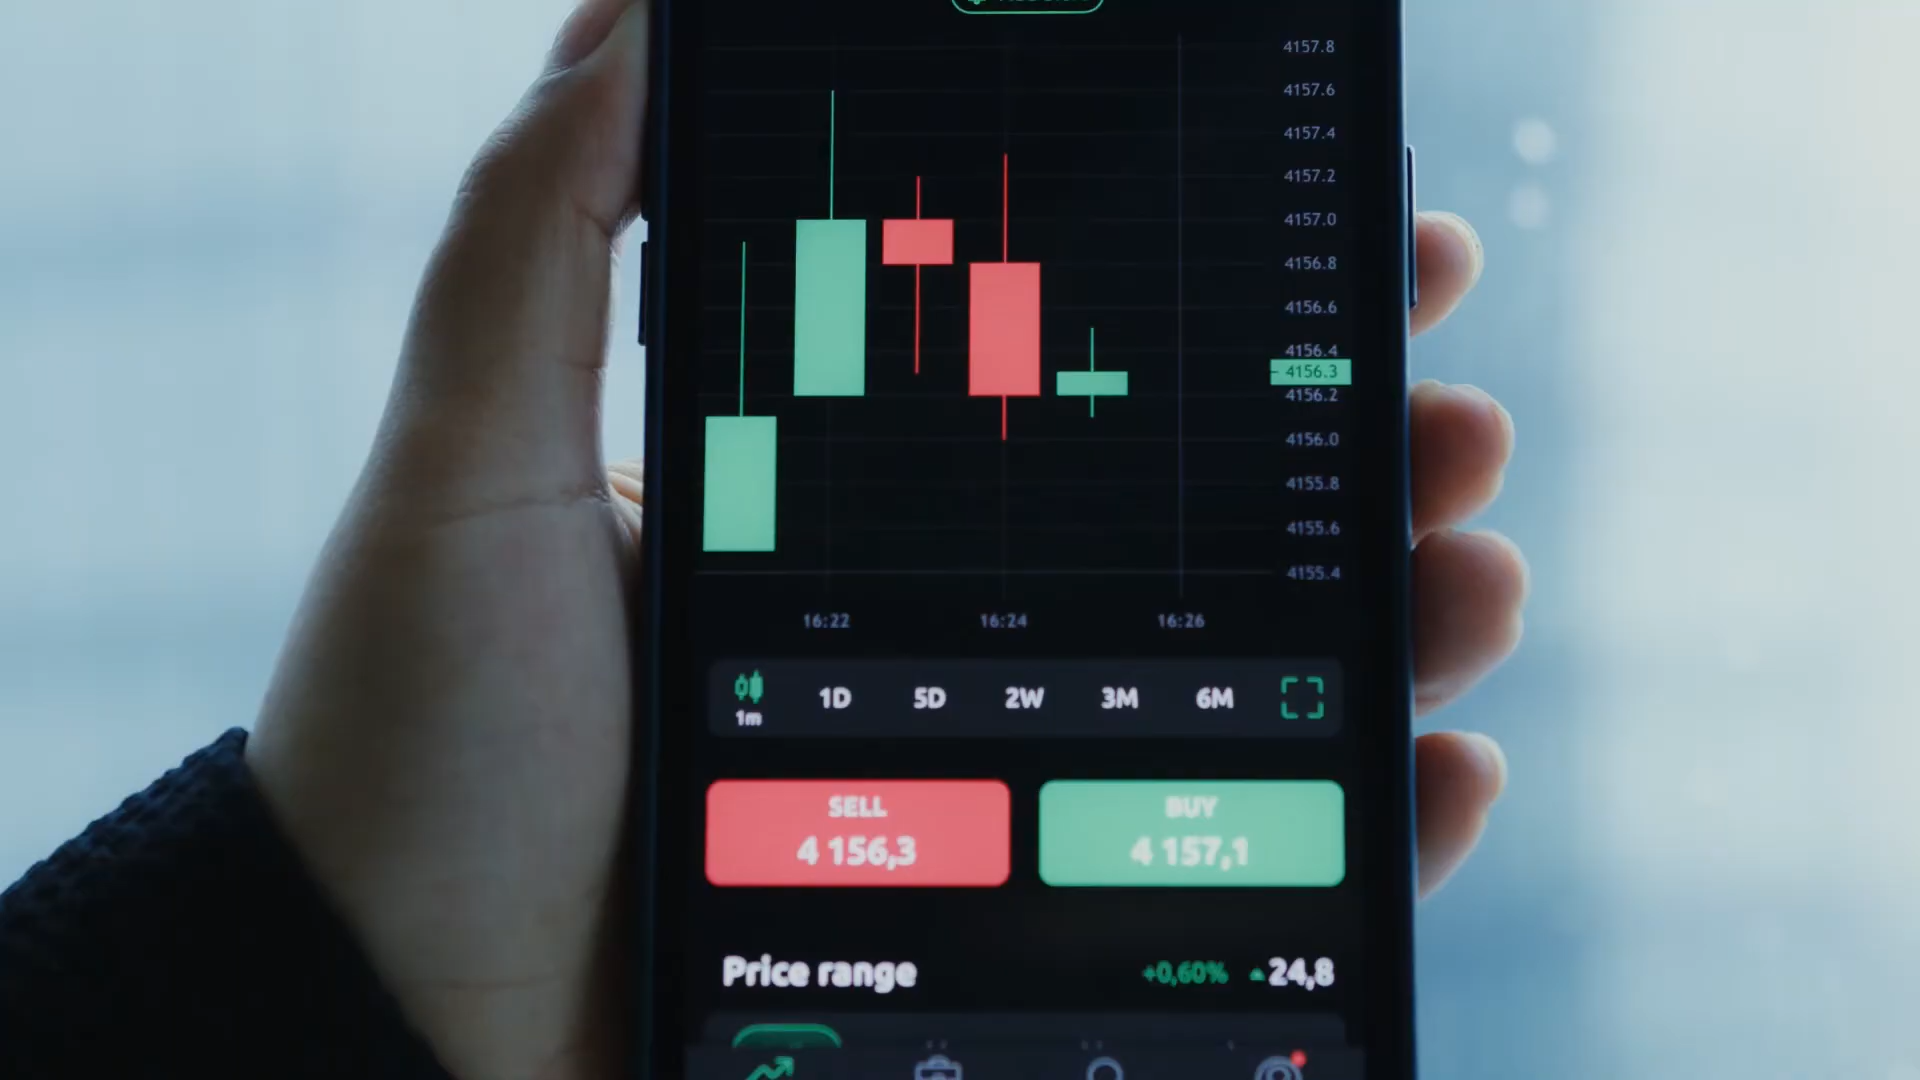 4157.8
4157.6
4157.4
4157.2
4157.0
4156.8
4156.6
4156.4
4156.3
4156.2
4156.0
4155.8
4155.6
4155.4
16:22 16:24 16:26
1m 1D 5D 2W 3M 6M
SELL BUY
4 156,3 4 157,1
Price range +0,60% 24,8